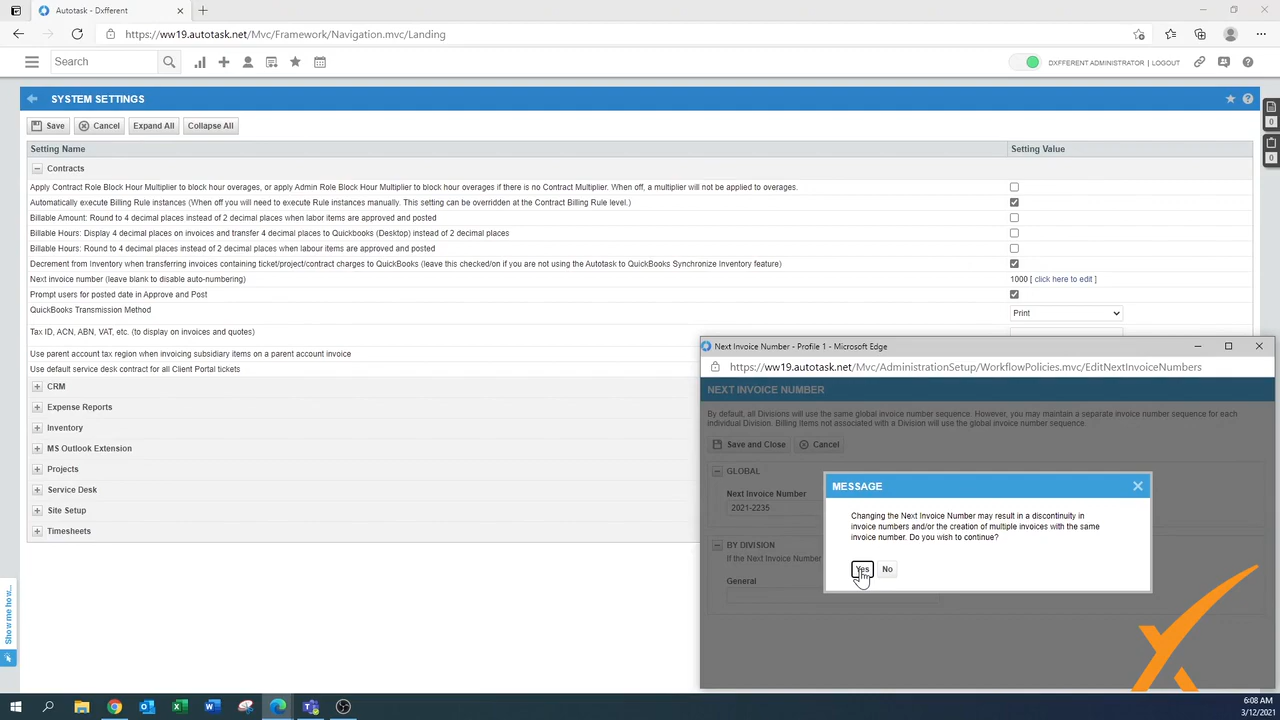 Autotask - Dxfferent
https://ww19.autotask.net/Mvc/Framework/Navigation.mvc/Landing
Search
DXFFERENT ADMINISTRATOR | LOGOUT
SYSTEM SETTINGS
Save Cancel Expand All Collapse All
Setting Name Setting Value
Contracts
Apply Contract Role Block Hour Multiplier to block hour overages, or apply Admin Role Block Hour Multiplier to block hour overages if there is no Contract Multiplier. When off, a multiplier will not be applied to overages.
Automatically execute Billing Rule instances (When off you will need to execute Rule instances manually. This setting can be overridden at the Contract Billing Rule level.)
Billable Amount: Round to 4 decimal places instead of 2 decimal places when labor items are approved and posted
Billable Hours: Display 4 decimal places on invoices and transfer 4 decimal places to Quickbooks (Desktop) instead of 2 decimal places
Billable Hours: Round to 4 decimal places instead of 2 decimal places when labour items are approved and posted
Decrement from Inventory when transferring invoices containing ticket/project/contract charges to QuickBooks (leave this checked/on if you are not using the Autotask to QuickBooks Synchronize Inventory feature)
Next invoice number (leave blank to disable auto-numbering) 1000 [ click here to edit ]
Prompt users for posted date in Approve and Post
QuickBooks Transmission Method Print
Tax ID, ACN, ABN, VAT, etc. (to display on invoices and quotes)
Use parent account tax region when invoicing subsidiary items on a parent account invoice
Use default service desk contract for all Client Portal tickets
CRM
Expense Reports
Inventory
MS Outlook Extension
Projects
Service Desk
Site Setup
Timesheets
0
0
Show me how...
Next Invoice Number - Profile 1 - Microsoft Edge
https://ww19.autotask.net/Mvc/AdministrationSetup/WorkflowPolicies.mvc/EditNextInvoiceNumbers
NEXT INVOICE NUMBER
By default, all Divisions will use the same global invoice number sequence. However, you may maintain a separate invoice number sequence for each
individual Division. Billing Items not associated with a Division will use the global invoice number sequence.
Save and Close Cancel
GLOBAL
Next Invoice Number
2021-2235
BY DIVISION
If the Next Invoice Number
General
MESSAGE
Changing the Next Invoice Number may result in a discontinuity in
invoice numbers and/or the creation of multiple invoices with the same
invoice number. Do you wish to continue?
Yes No
6:08 AM
3/12/2021